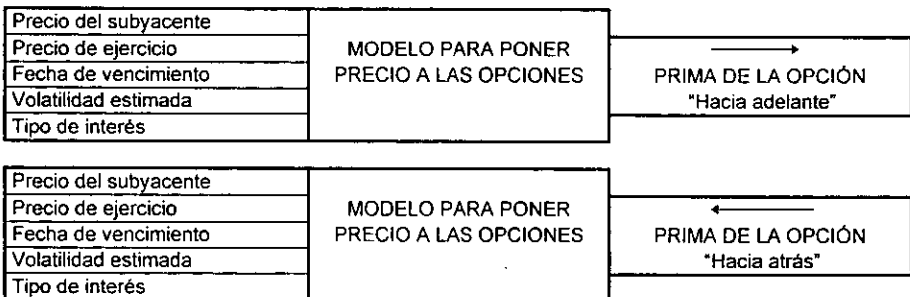 Precio del subyacente
Precio de ejercicio
Fecha de vencimiento
Volatilidad estimada
Tipo de interés
MODELO PARA PONER
PRECIO A LAS OPCIONES
PRIMA DE LA OPCIÓN
"Hacia adelante"
Precio del subyacente
Precio de ejercicio
Fecha de vencimiento
Volatilidad estimada
Tipo de interés
MODELO PARA PONER
PRECIO A LAS OPCIONES
PRIMA DE LA OPCIÓN
"Hacia atrás"